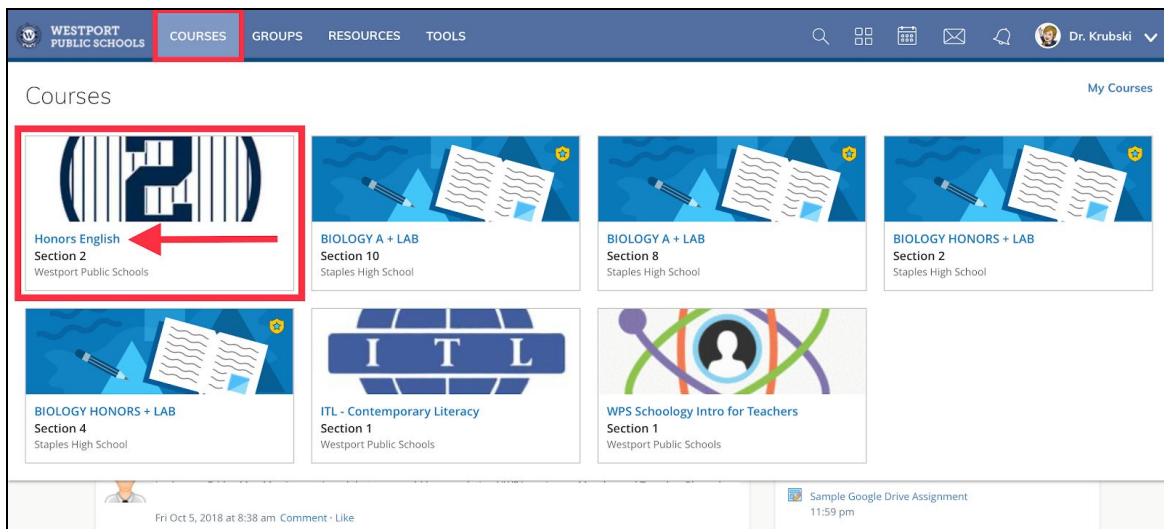 WESTPORT
PUBLIC SCHOOLS
COURSES
GROUPS
RESOURCES
TOOLS
Dr. Krubski
Courses
My Courses
2
Honors English
Section 2
Westport Public Schools
BIOLOGY A + LAB
Section 10
Staples High School
BIOLOGY A + LAB
Section 8
Staples High School
BIOLOGY HONORS + LAB
Section 2
Staples High School
BIOLOGY HONORS + LAB
Section 4
Staples High School
I T L
ITL - Contemporary Literacy
Section 1
Westport Public Schools
WPS Schoology Intro for Teachers
Section 1
Westport Public Schools
Fri Oct 5, 2018 at 8:38 am Comment · Like
Sample Google Drive Assignment
11:59 pm